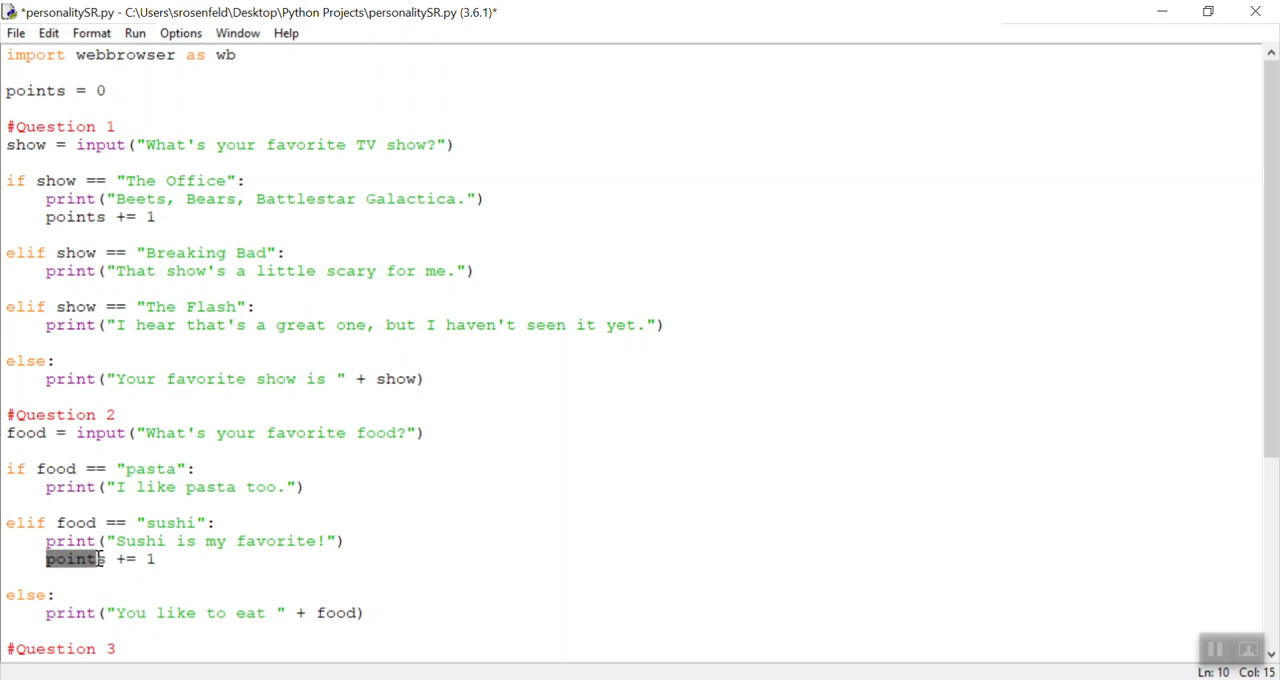 *personalitySR.py - C:\Users\srosenfeld\Desktop\Python Projects\personalitySR.py (3.6.1)*
File Edit Format Run Options Window Help
import webbrowser as wb
points = 0
#Question 1
show = input("What's your favorite TV show?")
if show == "The Office":
    print("Beets, Bears, Battlestar Galactica.")
    points += 1
elif show == "Breaking Bad":
    print("That show's a little scary for me.")
elif show == "The Flash":
    print("I hear that's a great one, but I haven't seen it yet.")
else:
    print("Your favorite show is " + show)
#Question 2
food = input("What's your favorite food?")
if food == "pasta":
    print("I like pasta too.")
elif food == "sushi":
    print("Sushi is my favorite!")
    points += 1
else:
    print("You like to eat " + food)
#Question 3
Ln: 10 Col: 15